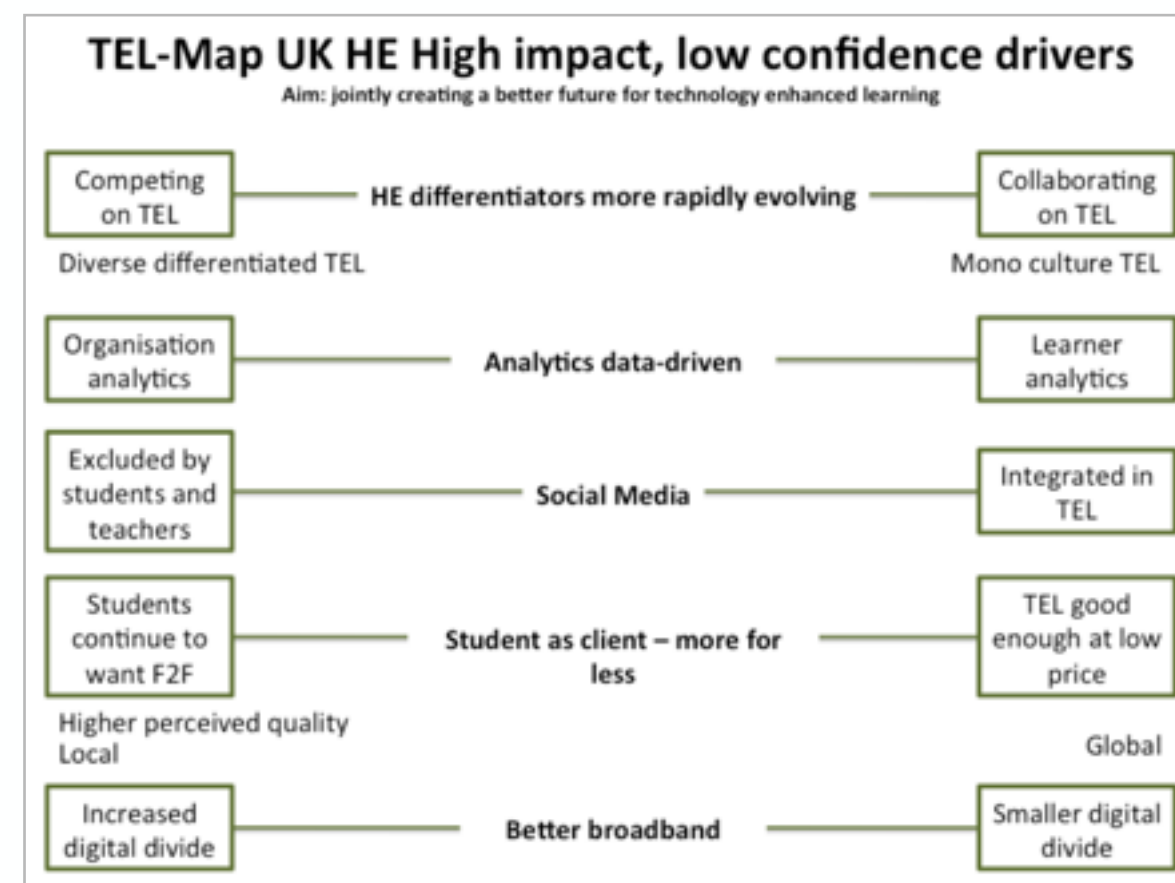 TEL-Map UK HE High impact, low confidence drivers
Aim: jointly creating a better future for technology enhanced learning
Competing
on TEL
HE differentiators more rapidly evolving
Collaborating
on TEL
Diverse differentiated TEL
Mono culture TEL
Organisation
analytics
Analytics data-driven
Learner
analytics
Excluded by
students and
teachers
Social Media
Integrated in
TEL
Students
continue to
want F2F
Student as client – more for
less
TEL good
enough at low
price
Higher perceived quality
Local
Global
Increased
digital divide
Better broadband
Smaller digital
divide